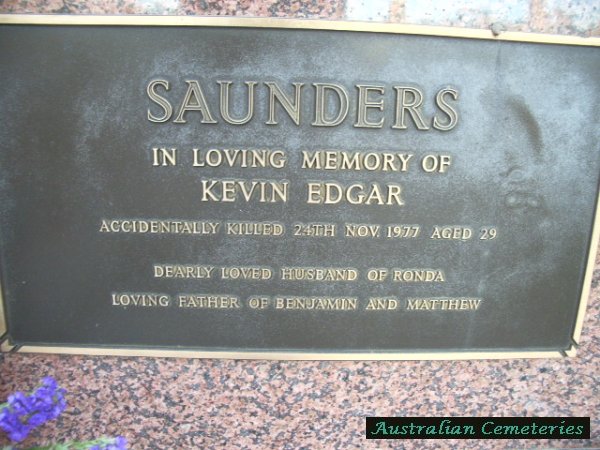 SAUNDERS
IN LOVING MEMORY OF
KEVIN EDGAR
ACCIDENTALLY KILLED 24TH NOV. 1977 AGED 29
DEARLY LOVED HUSBAND OF RONDA
LOVING FATHER OF BENJAMIN AND MATTHEW
Australian Cemeteries